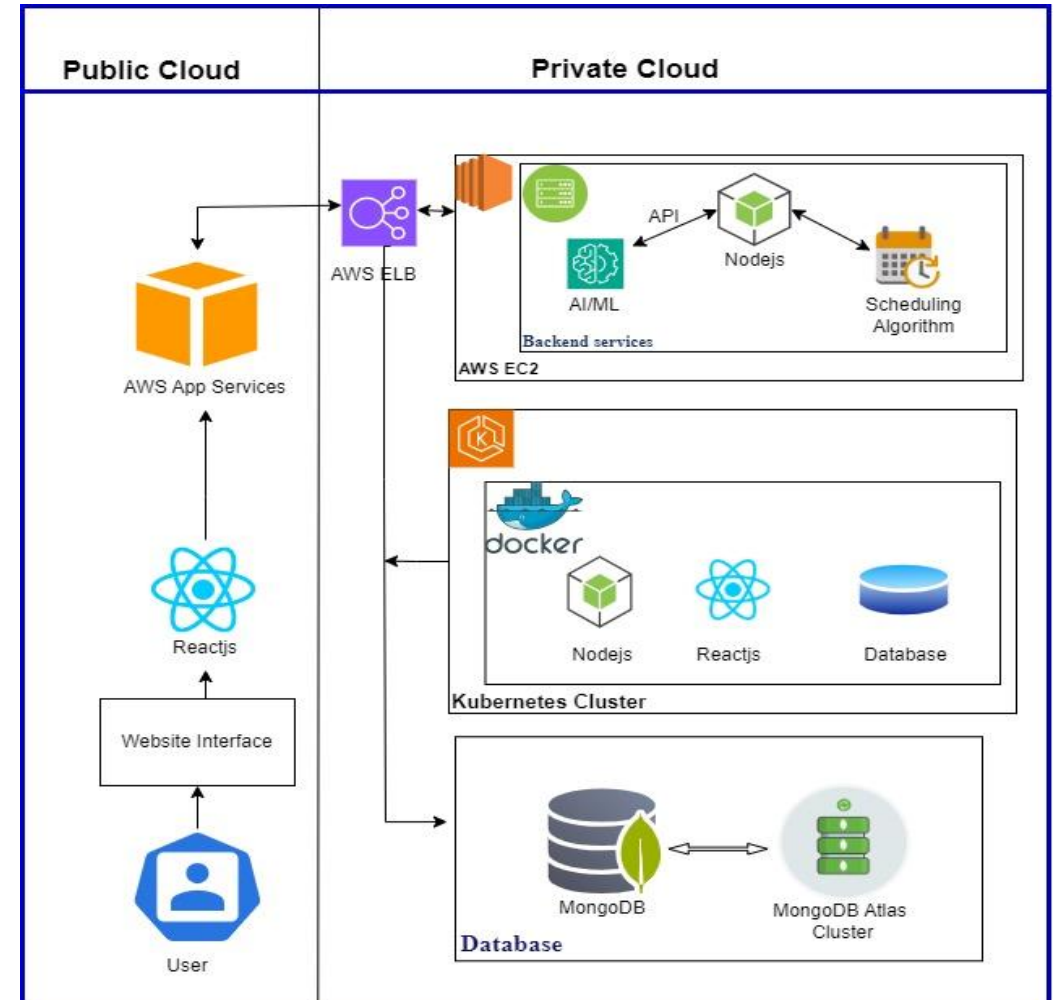 Public Cloud
Private Cloud
AWS ELB
API
Nodejs
AI/ML
Scheduling
Algorithm
Backend services
AWS EC2
AWS App Services
K
docker
Nodejs
Reactjs
Database
Kubernetes Cluster
Reactjs
Website Interface
User
MongoDB
MongoDB Atlas
Cluster
Database